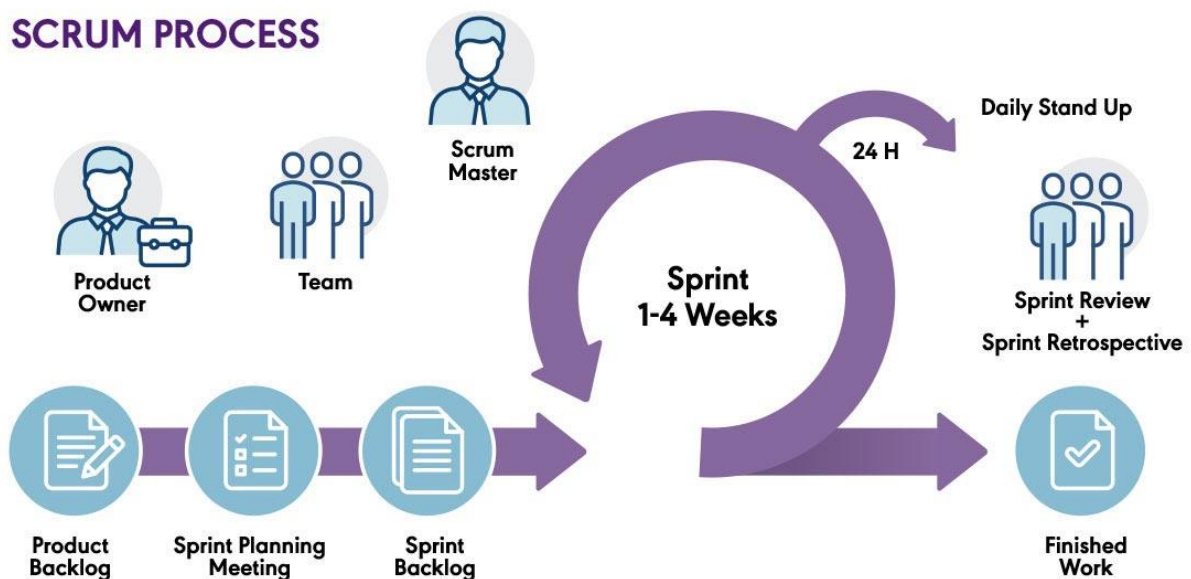 SCRUM PROCESS
Scrum
Master
Product
Owner
Team
Daily Stand Up
24 H
Sprint
1-4 Weeks
Sprint Review
+
Sprint Retrospective
Product
Backlog
Sprint Planning
Meeting
Sprint
Backlog
Finished
Work